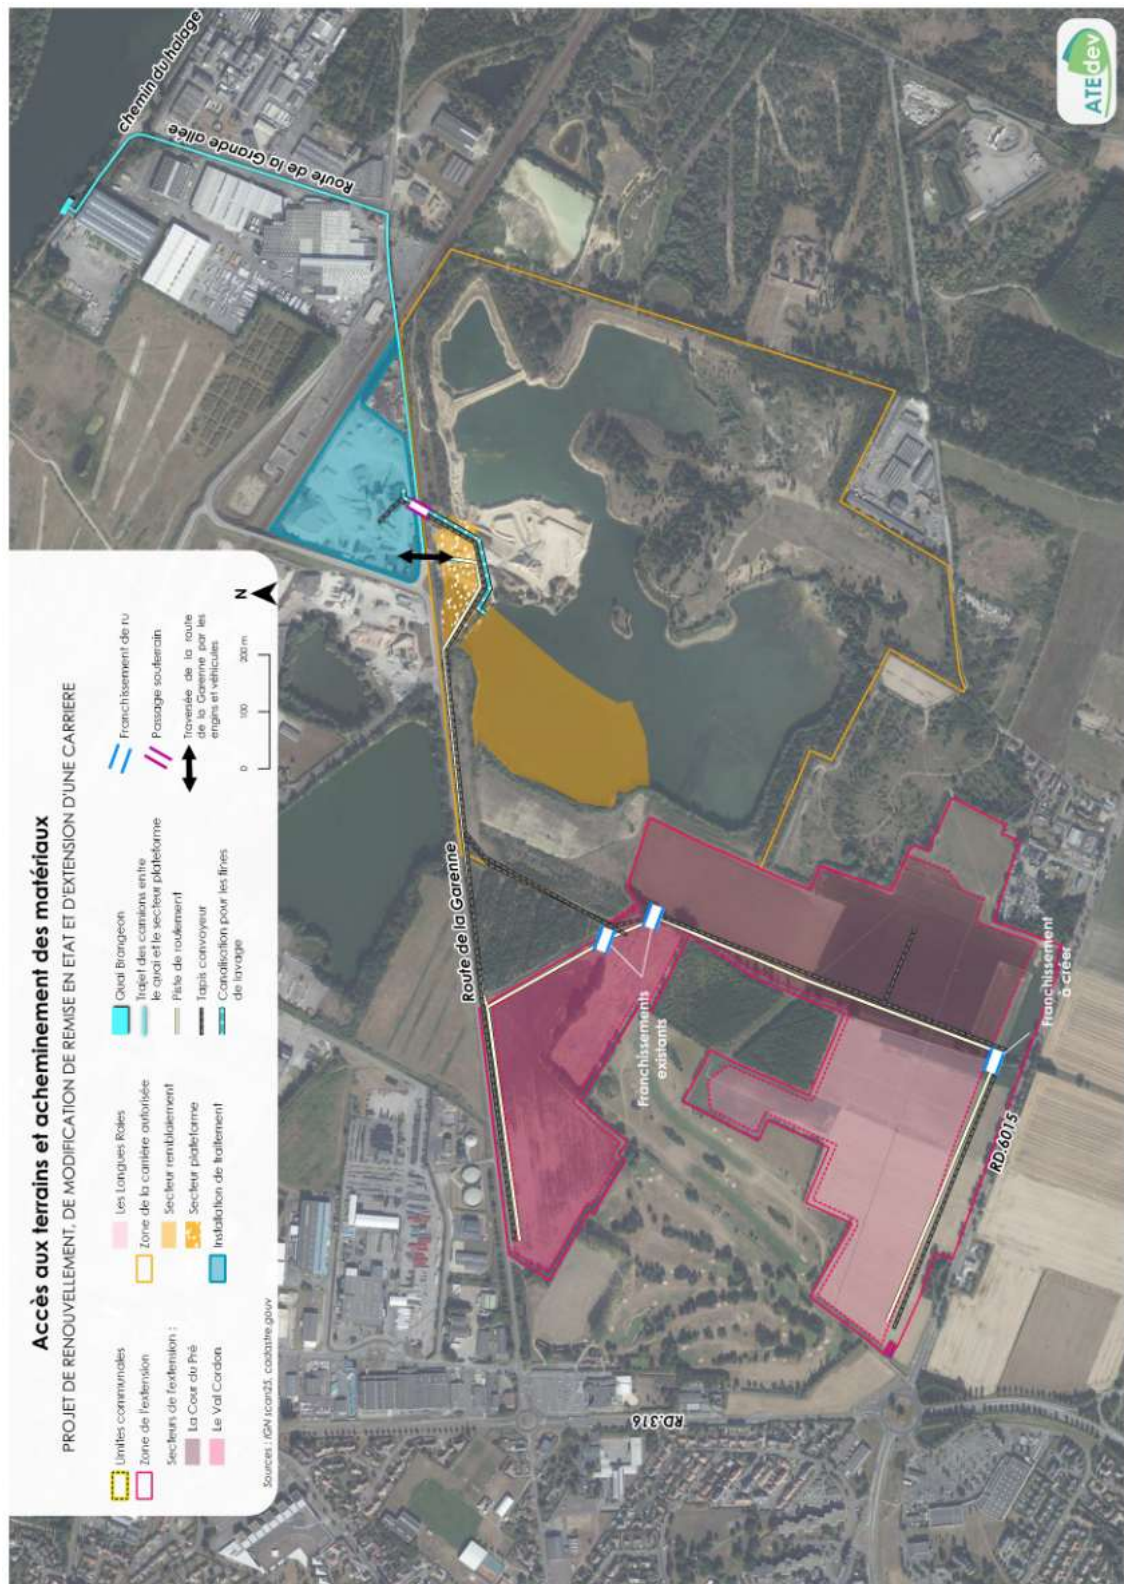 Accès aux terrains et acheminement des matériaux
PROJET DE RENOUVELLEMENT, DE MODIFICATION DE REMISE EN ETAT ET D'EXTENSION D'UNE CARRIERE
Limites communales
Zone de l'extension
Secteurs de l'extension :
La Cour du Pré
Le Val Cordon
Les Longues Raies
Zone de la carrière autorisée
Secteur remblaiement
Secteur plateforme
Installation de traitement
Quai Brangeon
Trajet des camions entre
le quai et le secteur plateforme
Piste de roulement
Tapis convoyeur
Canalisation pour les fines
de lavage
Franchissement de ru
Passage souterrain
Traversée de la route
de la Garenne par les
engins et véhicules
0 100 200 m
N
Sources : IGN scan25, cadastre.gouv
chemin du halage
Route de la Grande allée
Route de la Garenne
Franchissements
existants
Franchissement
à créer
RD.6015
RD.316
ATEdev